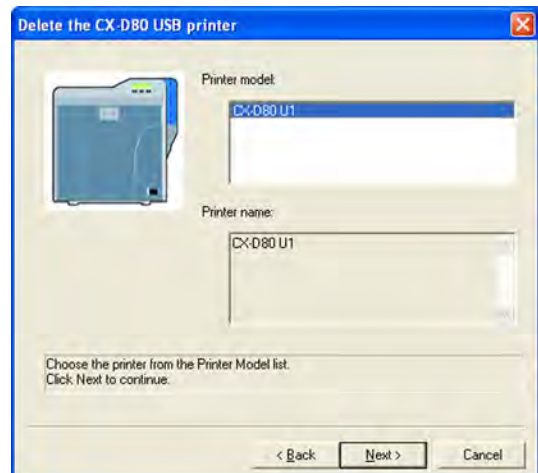 Delete the CX-D80 USB printer
Printer model:
CX-D80 U1
Printer name:
CX-D80 U1
Choose the printer from the Printer Model list.
Click Next to continue.
< Back
Next >
Cancel